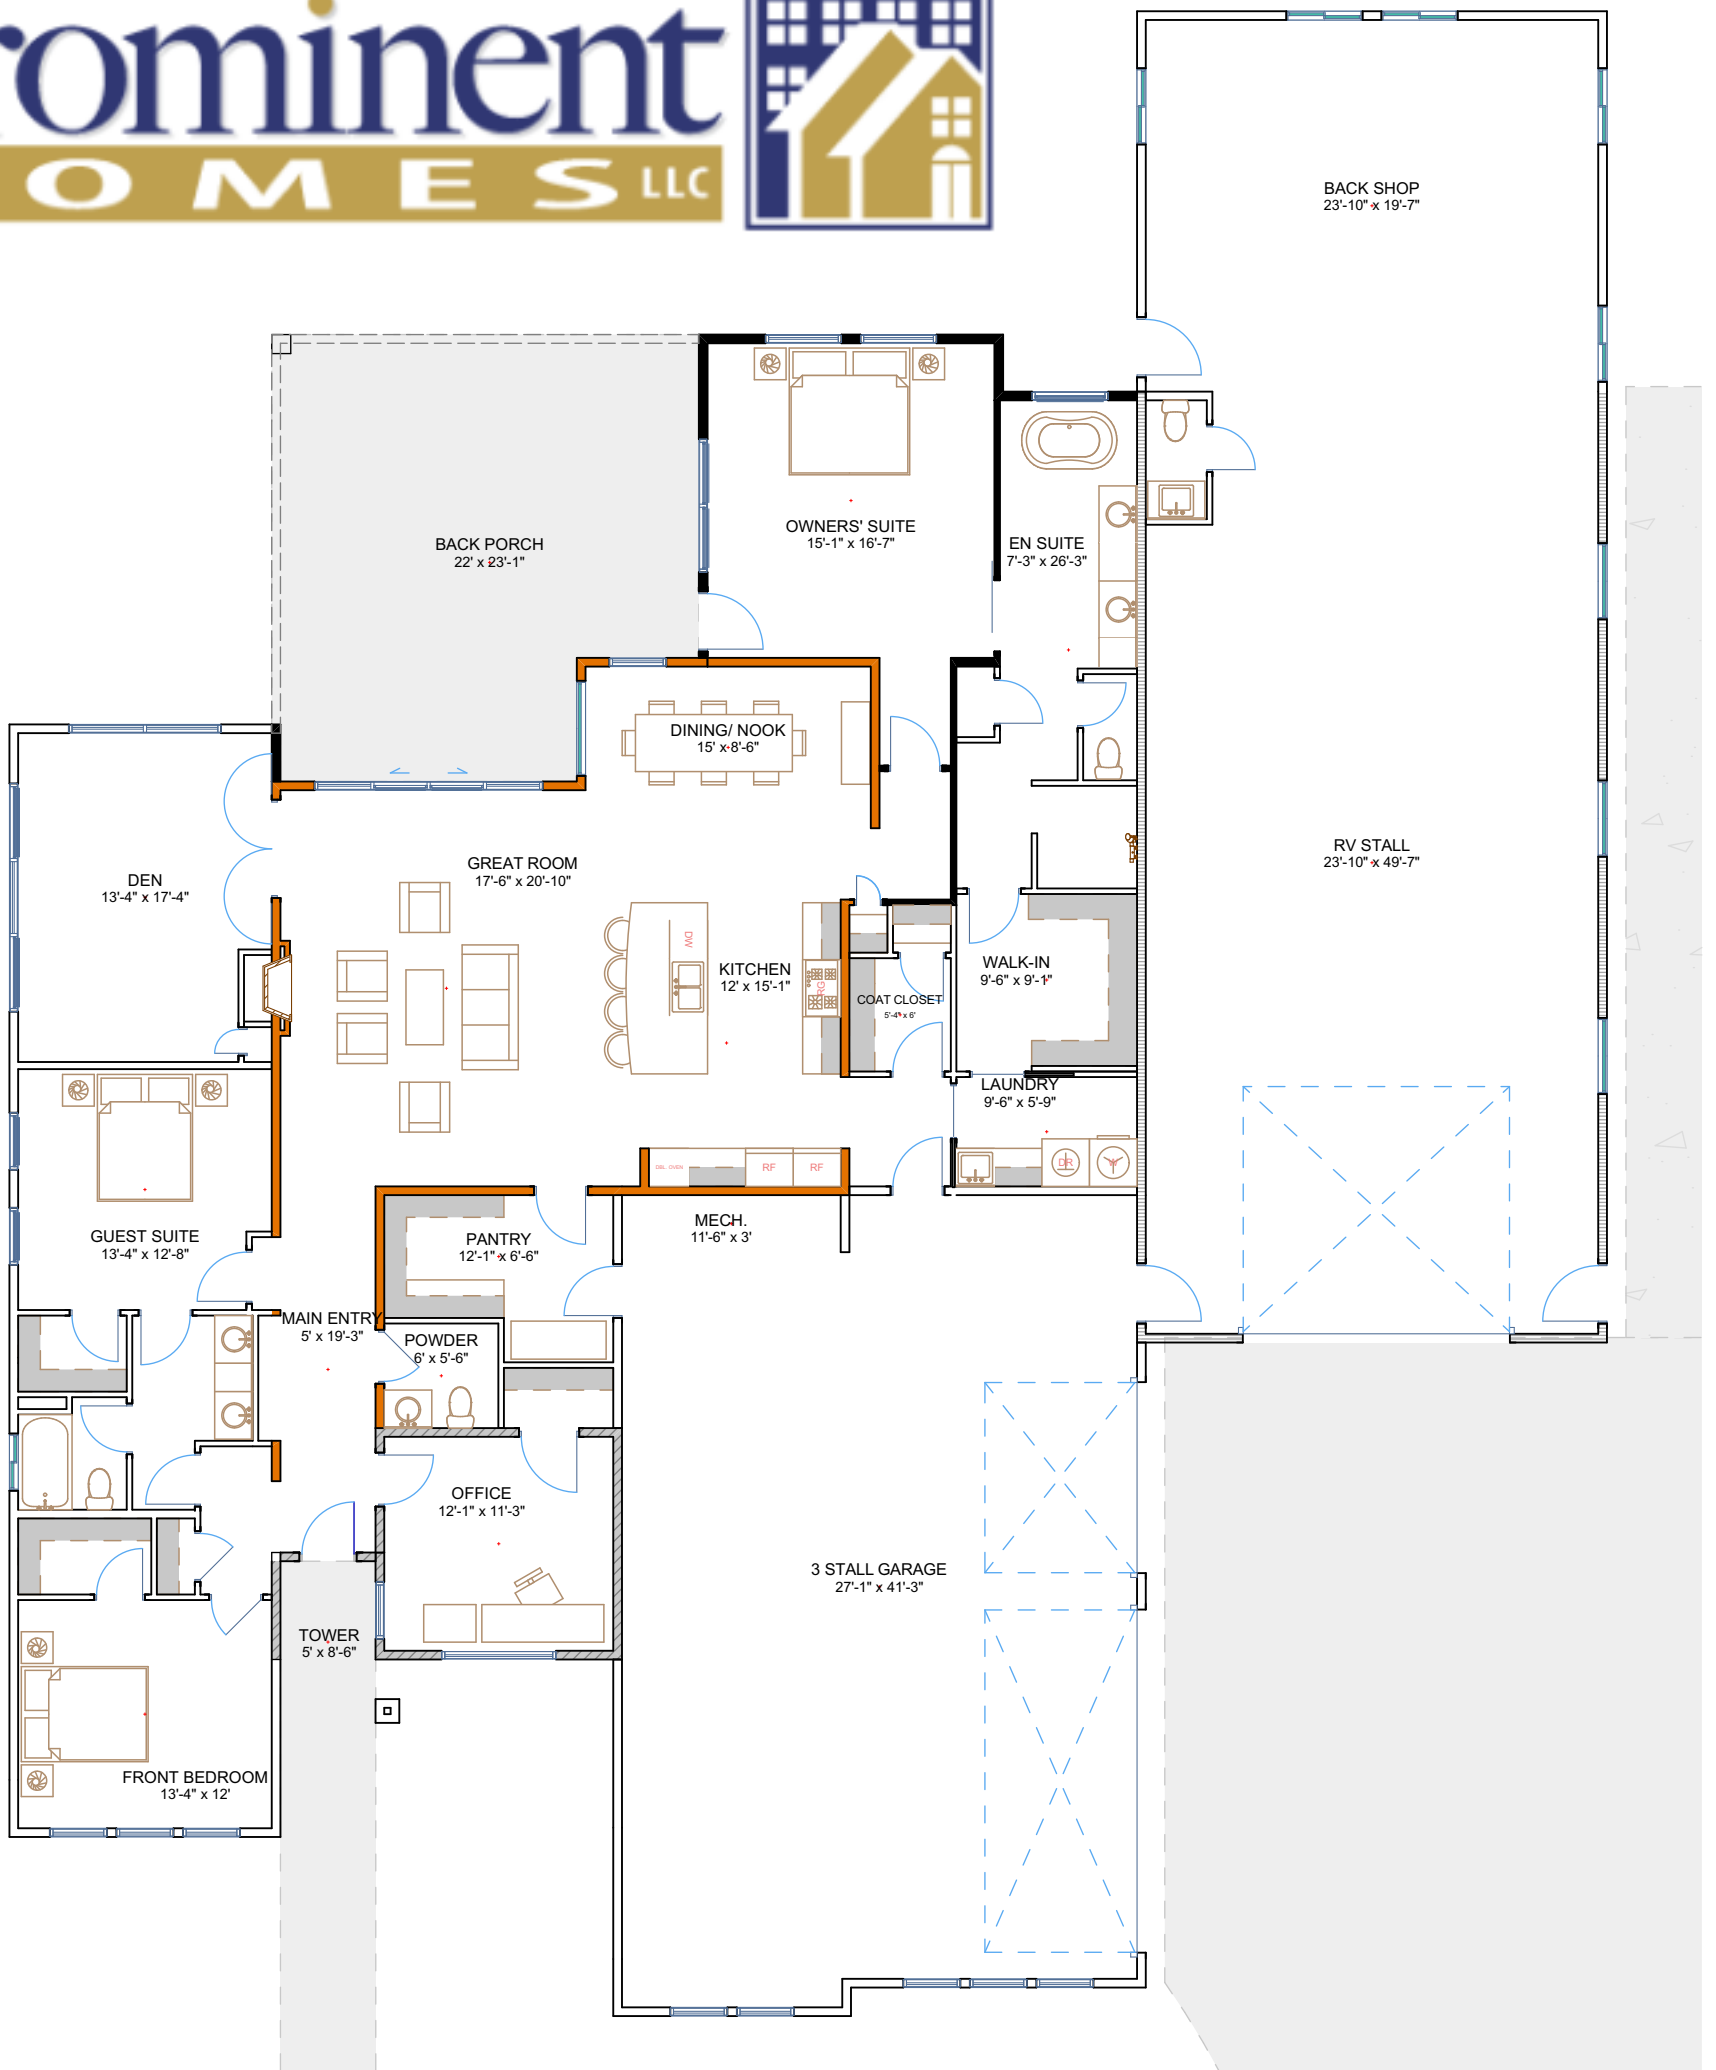 rominent
OMES LLC
BACK SHOP
23'-10" x 19'-7"
OWNERS' SUITE
15'-1" x 16'-7"
BACK PORCH
22' x 23'-1"
EN SUITE
7'-3" x 26'-3"
DINING/ NOOK
15' x 8'-6"
RV STALL
23'-10" x 49'-7"
GREAT ROOM
17'-6" x 20'-10"
DEN
13'-4" x 17'-4"
DW
KITCHEN
12' x 15'-1"
RG
WALK-IN
9'-6" x 9'-1"
COAT CLOSET
5'-4" x 6'
LAUNDRY
9'-6" x 5'-9"
DBL. OVEN
RF
RF
DR
W
MECH.
11'-6" x 3'
GUEST SUITE
13'-4" x 12'-8"
PANTRY
12'-1" x 6'-6"
MAIN ENTRY
5' x 19'-3"
POWDER
6' x 5'-6"
OFFICE
12'-1" x 11'-3"
3 STALL GARAGE
27'-1" x 41'-3"
TOWER
5' x 8'-6"
FRONT BEDROOM
13'-4" x 12'